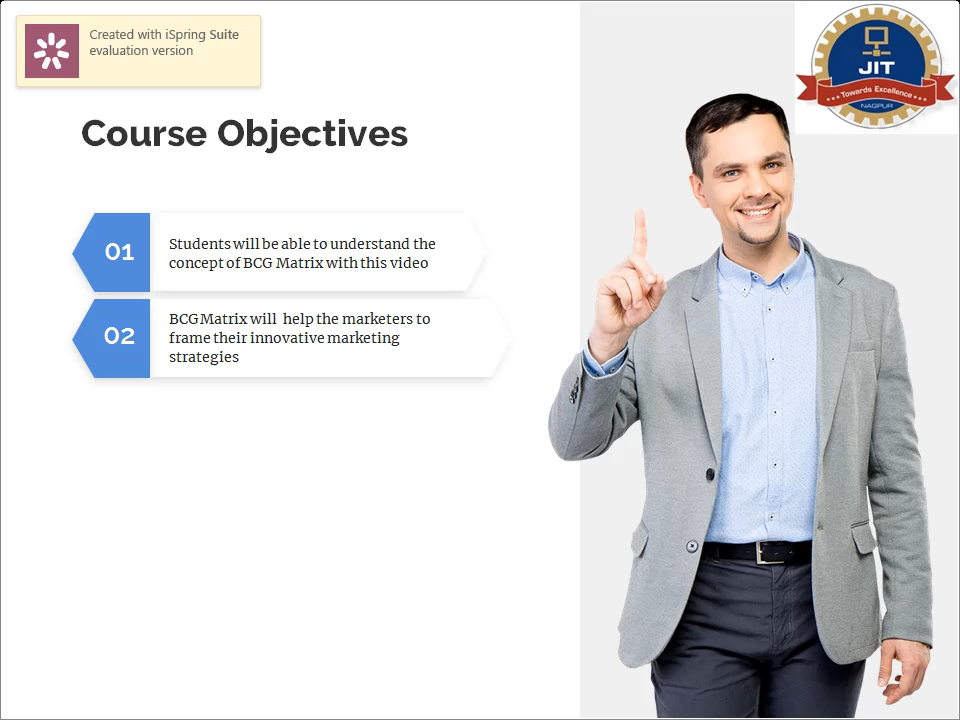 Created with iSpring Suite
evaluation version
JIT
Towards Excellence
NAGPUR
Course Objectives
01
Students will be able to understand the
concept of BCG Matrix with this video
02
BCG Matrix will help the marketers to
frame their innovative marketing
strategies